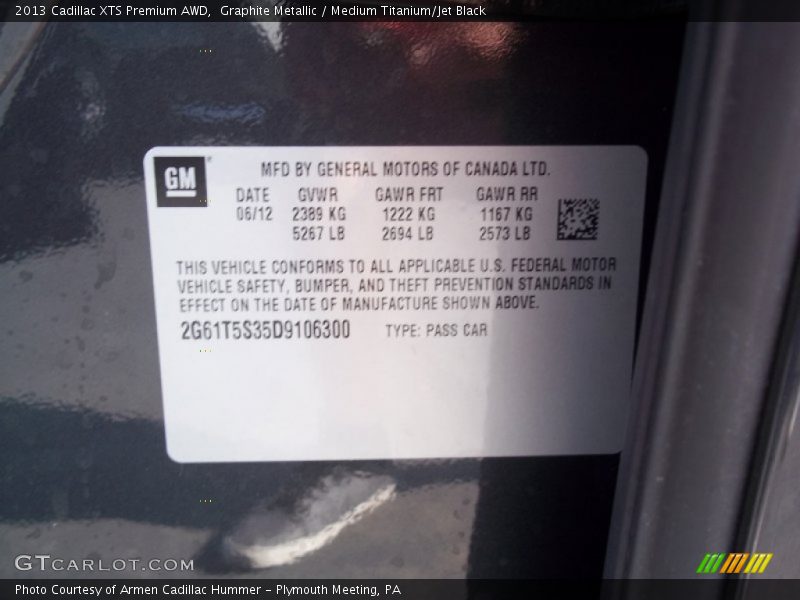 2013 Cadillac XTS Premium AWD,  Graphite Metallic / Medium Titanium/Jet Black
GM
MFD BY GENERAL MOTORS OF CANADA LTD.
DATE GVWR GAWR FRT GAWR RR
06/12 2389 KG 1222 KG 1167 KG
5267 LB 2694 LB 2573 LB
THIS VEHICLE CONFORMS TO ALL APPLICABLE U.S. FEDERAL MOTOR
VEHICLE SAFETY, BUMPER, AND THEFT PREVENTION STANDARDS IN
EFFECT ON THE DATE OF MANUFACTURE SHOWN ABOVE.
2G61T5S35D9106300 TYPE: PASS CAR
GTCARLOT.COM
Photo Courtesy of Armen Cadillac Hummer – Plymouth Meeting, PA